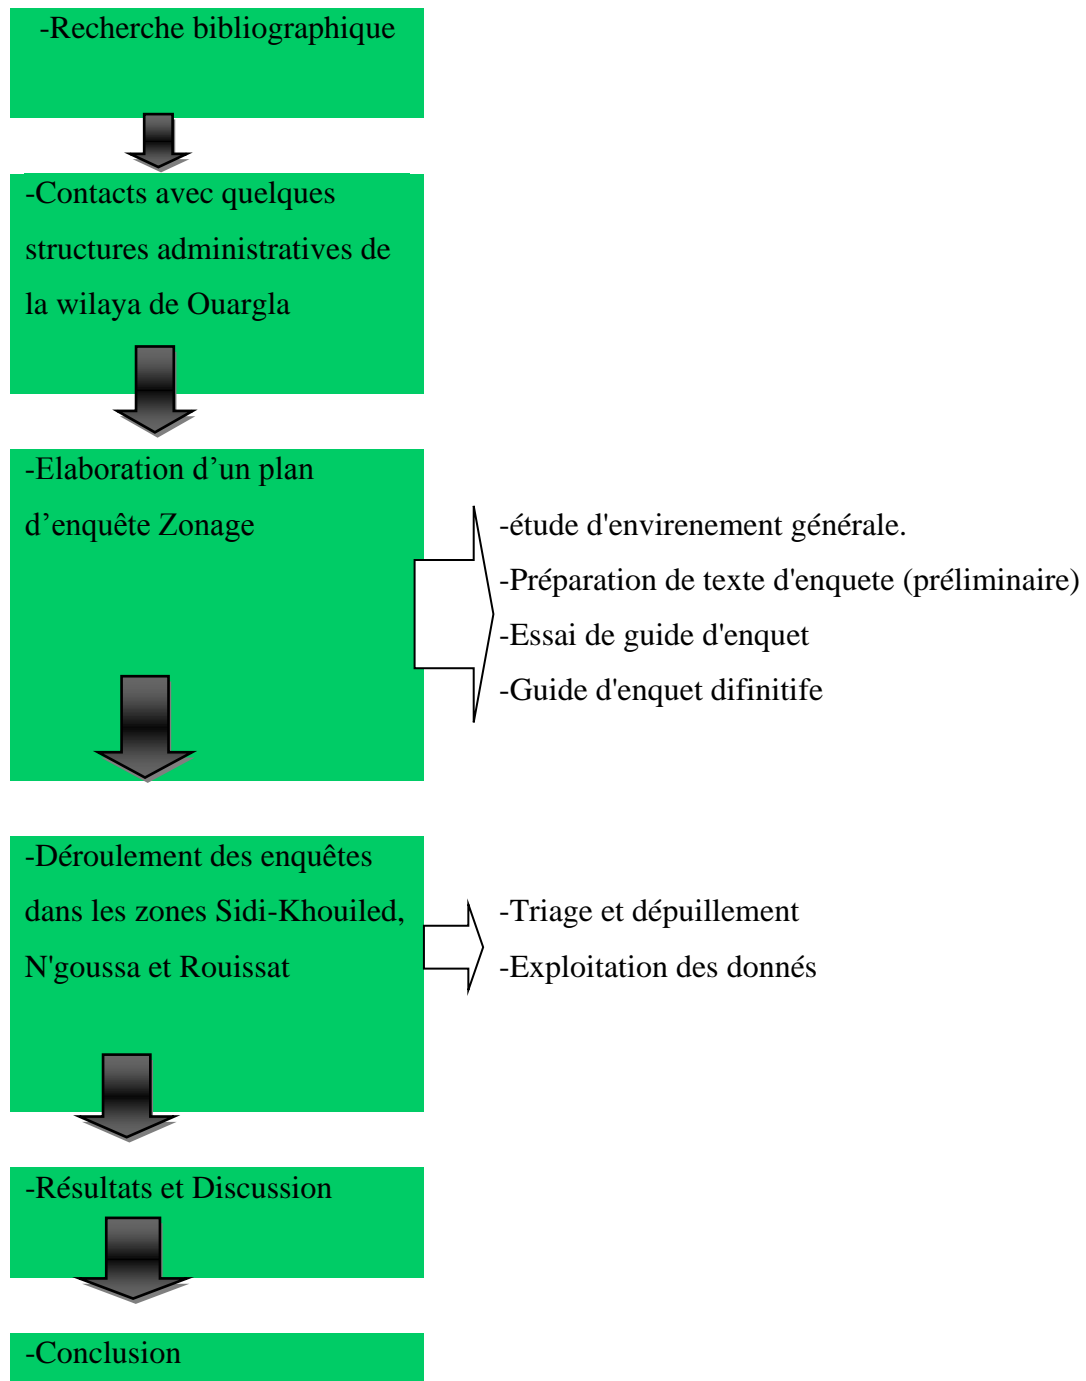 -Recherche bibliographique
-Contacts avec quelques
structures administratives de
la wilaya de Ouargla
-Elaboration d’un plan
d’enquête Zonage
-étude d'envirenement générale.
-Préparation de texte d'enquete (préliminaire)
-Essai de guide d'enquet
-Guide d'enquet difinitife
-Déroulement des enquêtes
dans les zones Sidi-Khouiled,
N'goussa et Rouissat
-Triage et dépuillement
-Exploitation des donnés
-Résultats et Discussion
-Conclusion